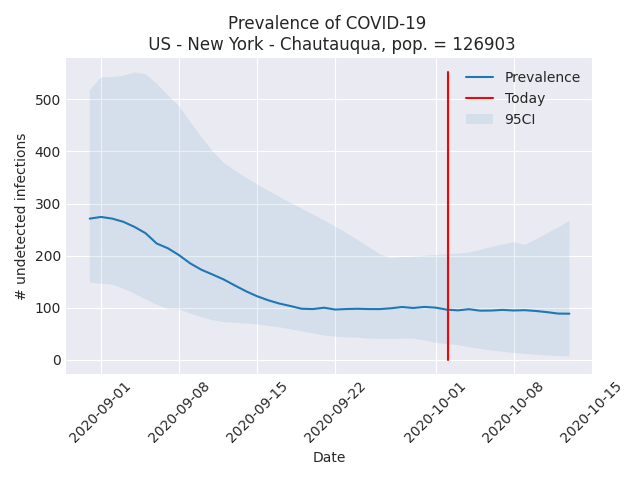 Prevalence of COVID-19
US - New York - Chautauqua, pop. = 126903
Prevalence
Today
95CI
# undetected infections
500
400
300
200
100
0
2020-09-01
2020-09-08
2020-09-15
2020-09-22
2020-10-01
2020-10-08
2020-10-15
Date